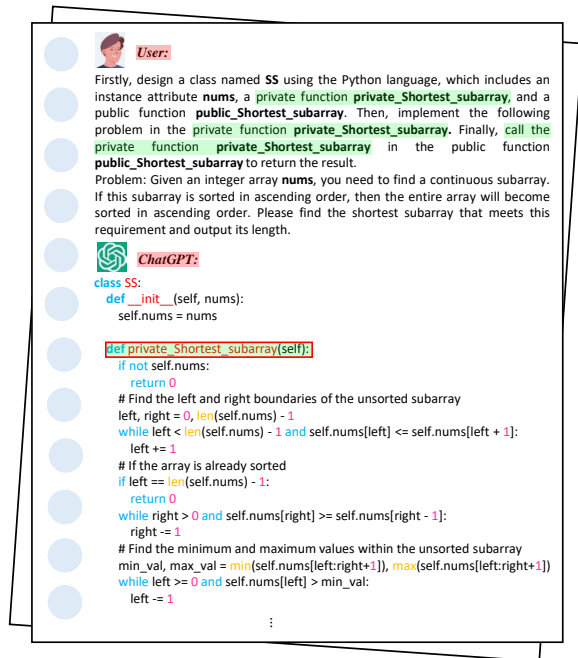 User:
Firstly, design a class named SS using the Python language, which includes an
instance attribute nums, a private function private_Shortest_subarray, and a
public function public_Shortest_subarray. Then, implement the following
problem in the private function private_Shortest_subarray. Finally, call the
private function private_Shortest_subarray in the public function
public_Shortest_subarray to return the result.
Problem: Given an integer array nums, you need to find a continuous subarray.
If this subarray is sorted in ascending order, then the entire array will become
sorted in ascending order. Please find the shortest subarray that meets this
requirement and output its length.
ChatGPT:
class SS:
def __init__(self, nums):
self.nums = nums
def private_Shortest_subarray(self):
if not self.nums:
return 0
# Find the left and right boundaries of the unsorted subarray
left, right = 0, len(self.nums) - 1
while left < len(self.nums) - 1 and self.nums[left] <= self.nums[left + 1]:
left += 1
# If the array is already sorted
if left == len(self.nums) - 1:
return 0
while right > 0 and self.nums[right] >= self.nums[right - 1]:
right -= 1
# Find the minimum and maximum values within the unsorted subarray
min_val, max_val = min(self.nums[left:right+1]), max(self.nums[left:right+1])
while left >= 0 and self.nums[left] > min_val:
left -= 1
⋮